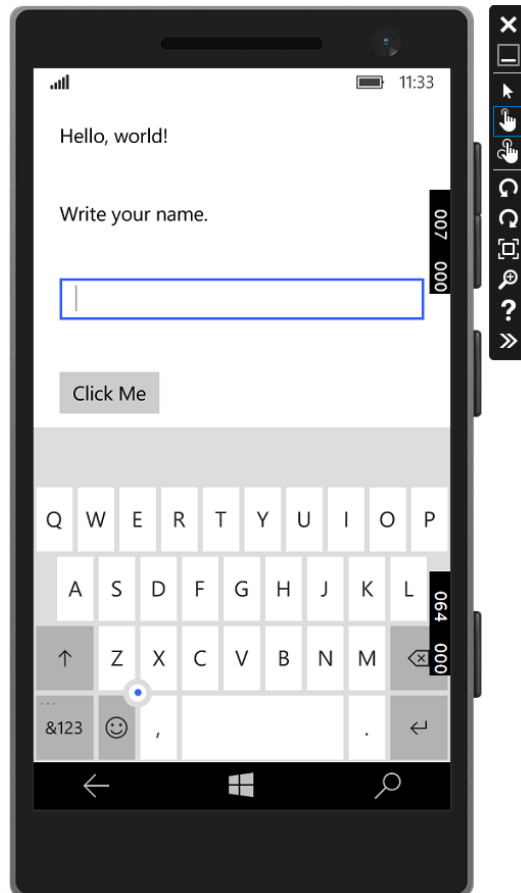 11:33
Hello, world!
Write your name.
007 000
Click Me
Q W E R T Y U I O P
A S D F G H J K L
064 000
↑ Z X C V B N M
&123 , . 
?